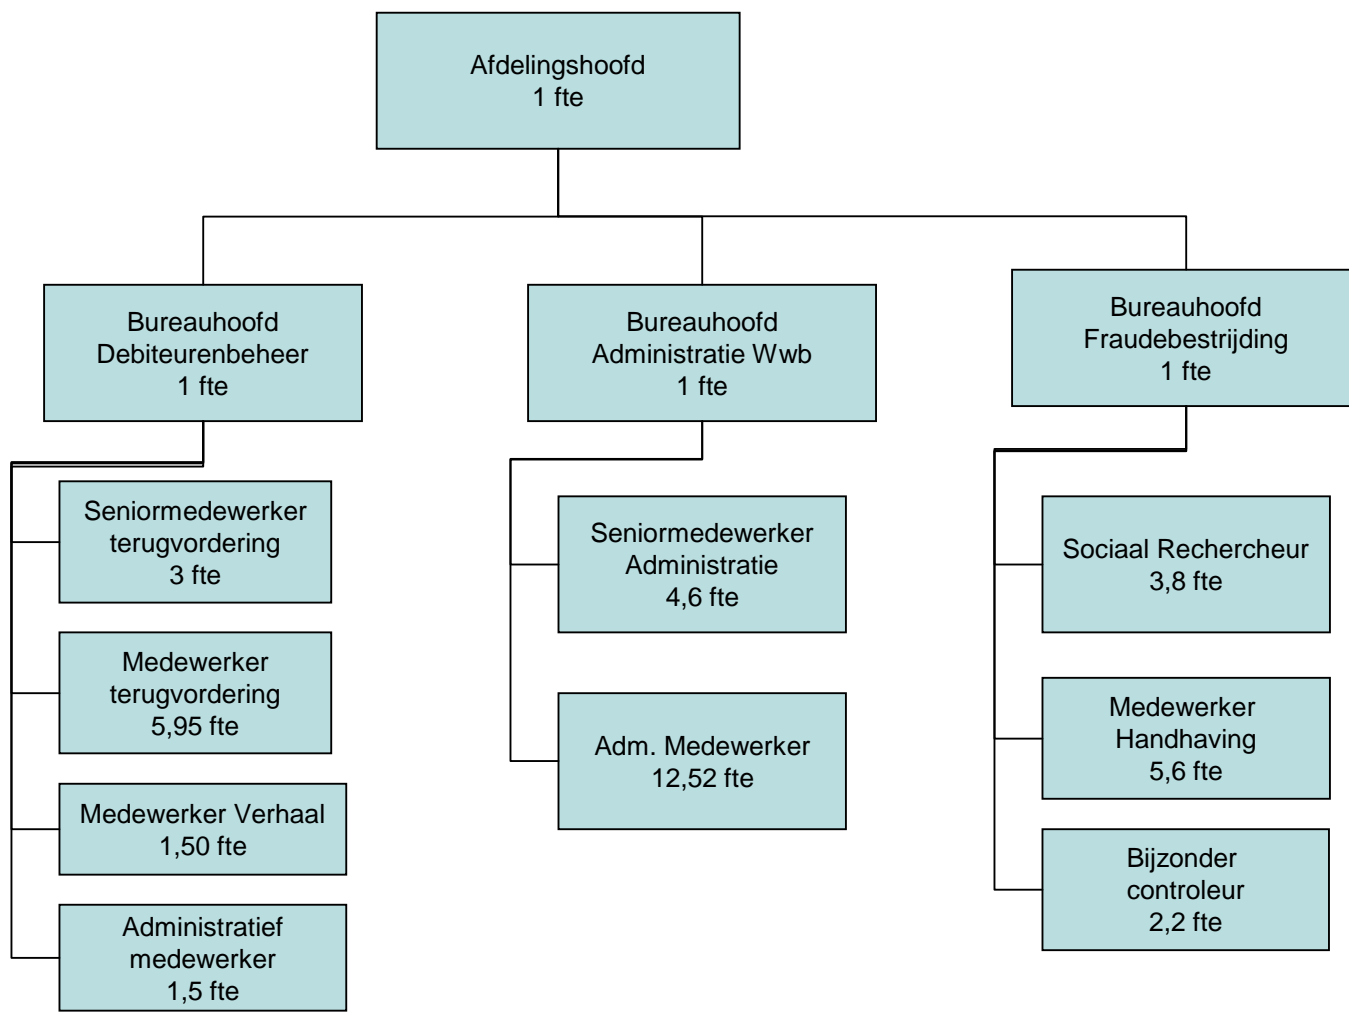 Afdelingshoofd
1 fte
Bureauhoofd
Debiteurenbeheer
1 fte
Bureauhoofd
Administratie Wwb
1 fte
Bureauhoofd
Fraudebestrijding
1 fte
Seniormedewerker
terugvordering
3 fte
Medewerker
terugvordering
5,95 fte
Medewerker Verhaal
1,50 fte
Administratief
medewerker
1,5 fte
Seniormedewerker
Administratie
4,6 fte
Adm. Medewerker
12,52 fte
Sociaal Rechercheur
3,8 fte
Medewerker
Handhaving
5,6 fte
Bijzonder
controleur
2,2 fte